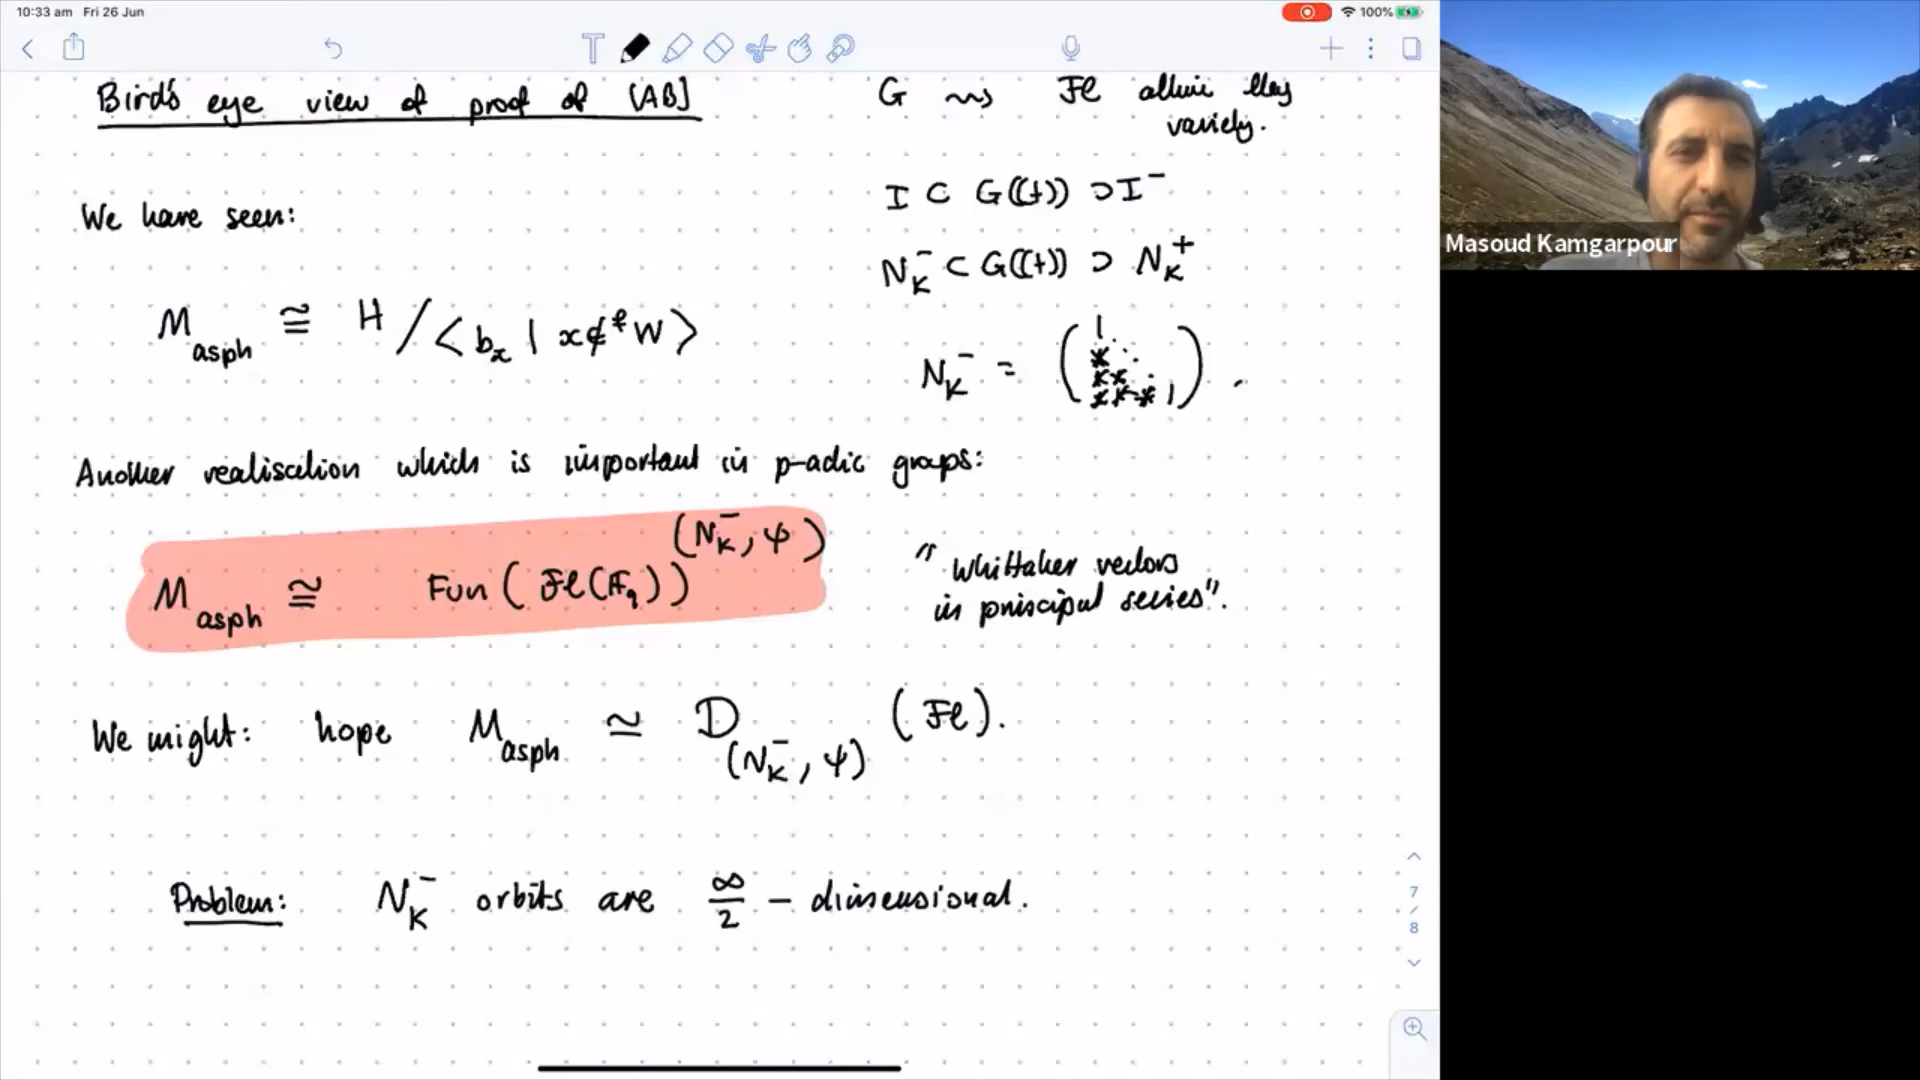 10:33 am Fri 26 Jun
100%
Bird's eye view of proof of [AB]
G ⇝ Fl affine flag variety.
I ⊂ G((t)) ⊃ I⁻
We have seen:
N_K^- ⊂ G((t)) ⊃ N_K^+
M_asph ≅ H / ⟨ b_x | x ∉ ᶠW ⟩
N_K^- = ( 1 * ** *** 1 ) .
Another realisation which is important in p-adic groups:
M_asph ≅ Fun ( Fl(F_q) )^(N_K^-, ψ)
"Whittaker vectors
in principal series".
We might: hope M_asph ≃ D_(N_K^-, ψ) (Fl).
Problem: N_K^- orbits are ∞/2 - dimensional.
7
/
8
Masoud Kamgarpour